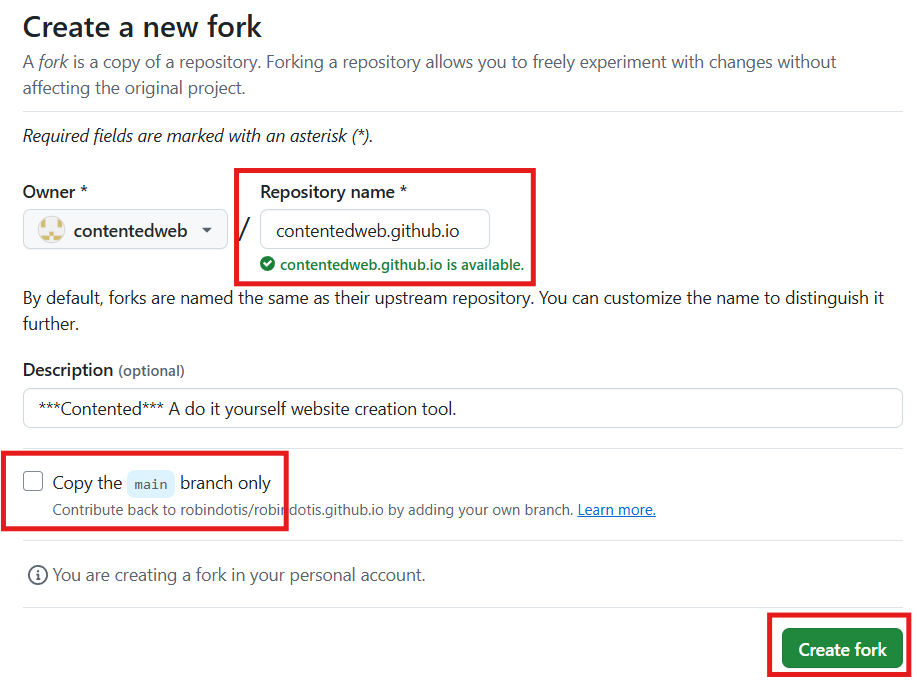 Create a new fork
A fork is a copy of a repository. Forking a repository allows you to freely experiment with changes without
affecting the original project.
Required fields are marked with an asterisk (*).
Owner *
Repository name *
contentedweb
/
contentedweb.github.io
contentedweb.github.io is available.
By default, forks are named the same as their upstream repository. You can customize the name to distinguish it
further.
Description (optional)
***Contented*** A do it yourself website creation tool.
Copy the main branch only
Contribute back to robindotis/robindotis.github.io by adding your own branch. Learn more.
You are creating a fork in your personal account.
Create fork